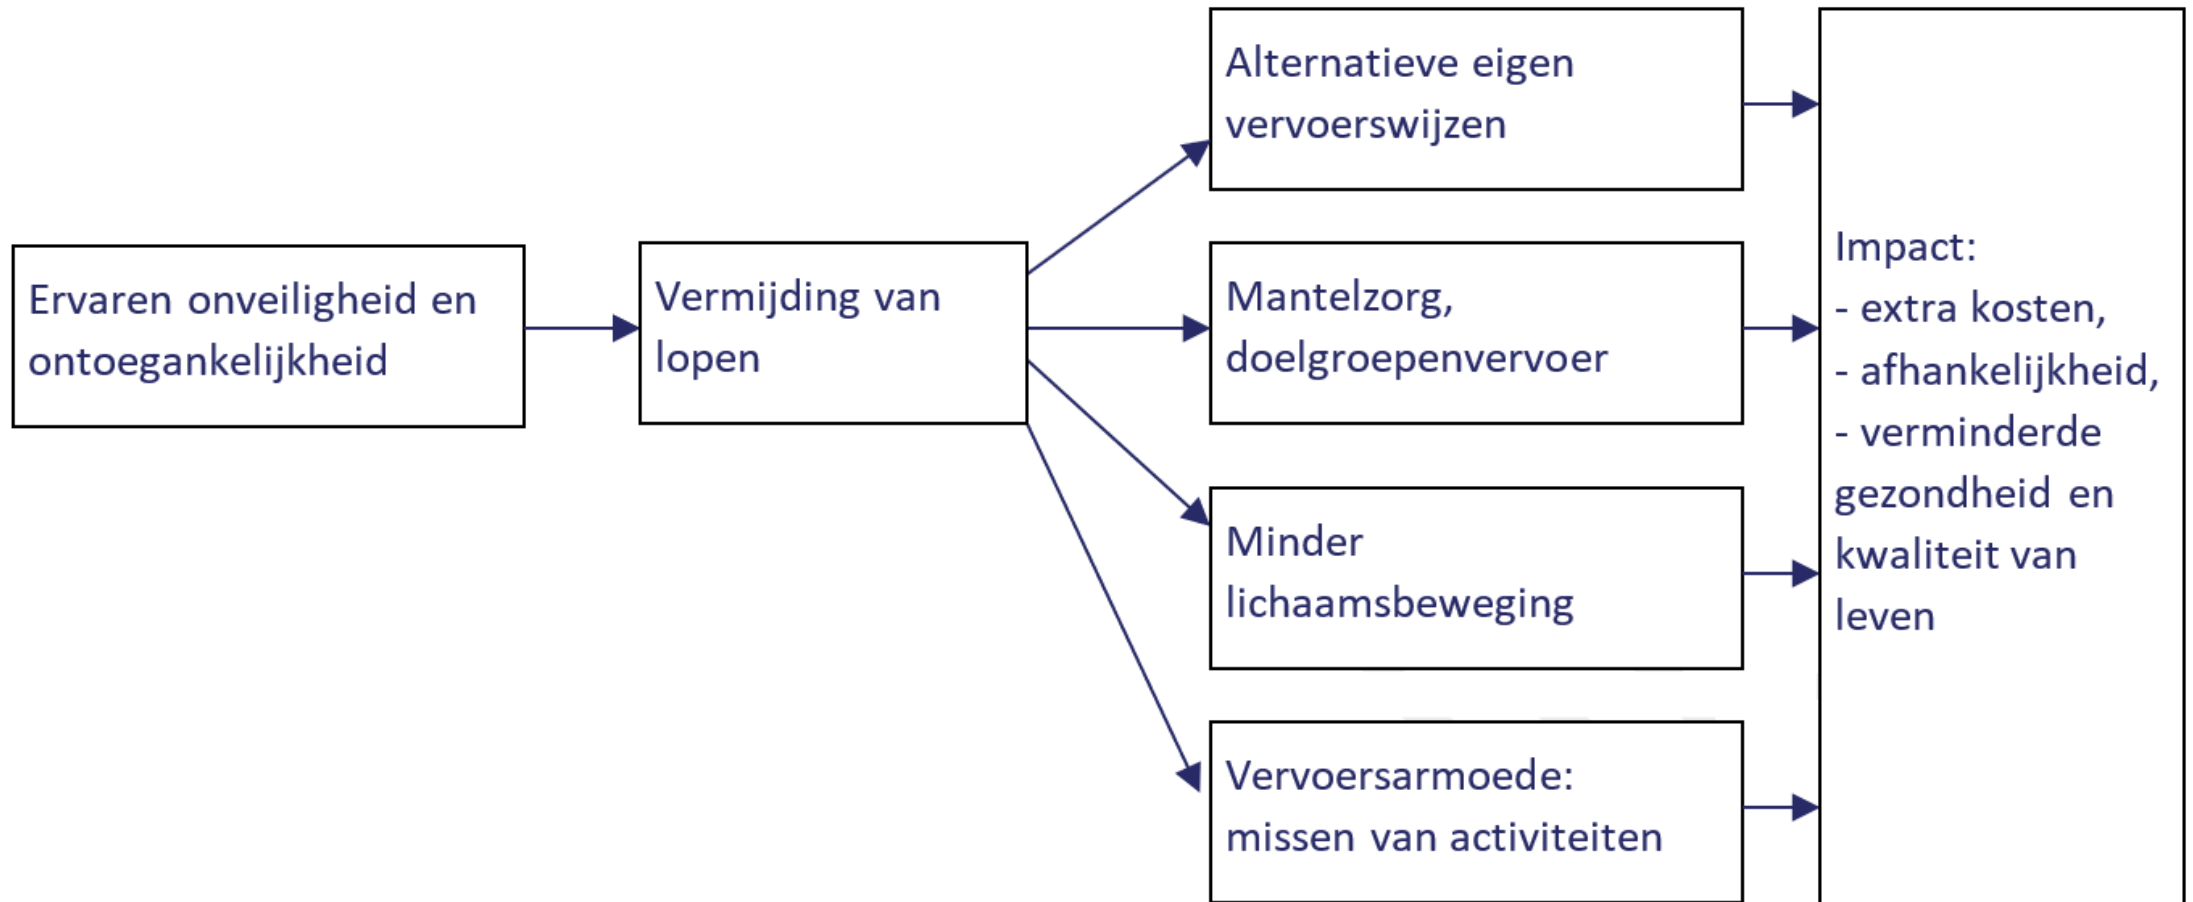 Ervaren onveiligheid en
ontoegankelijkheid
Vermijding van
lopen
Alternatieve eigen
vervoerswijzen
Mantelzorg,
doelgroepenvervoer
Minder
lichaamsbeweging
Vervoersarmoede:
missen van activiteiten
Impact:
- extra kosten,
- afhankelijkheid,
- verminderde
gezondheid en
kwaliteit van
leven